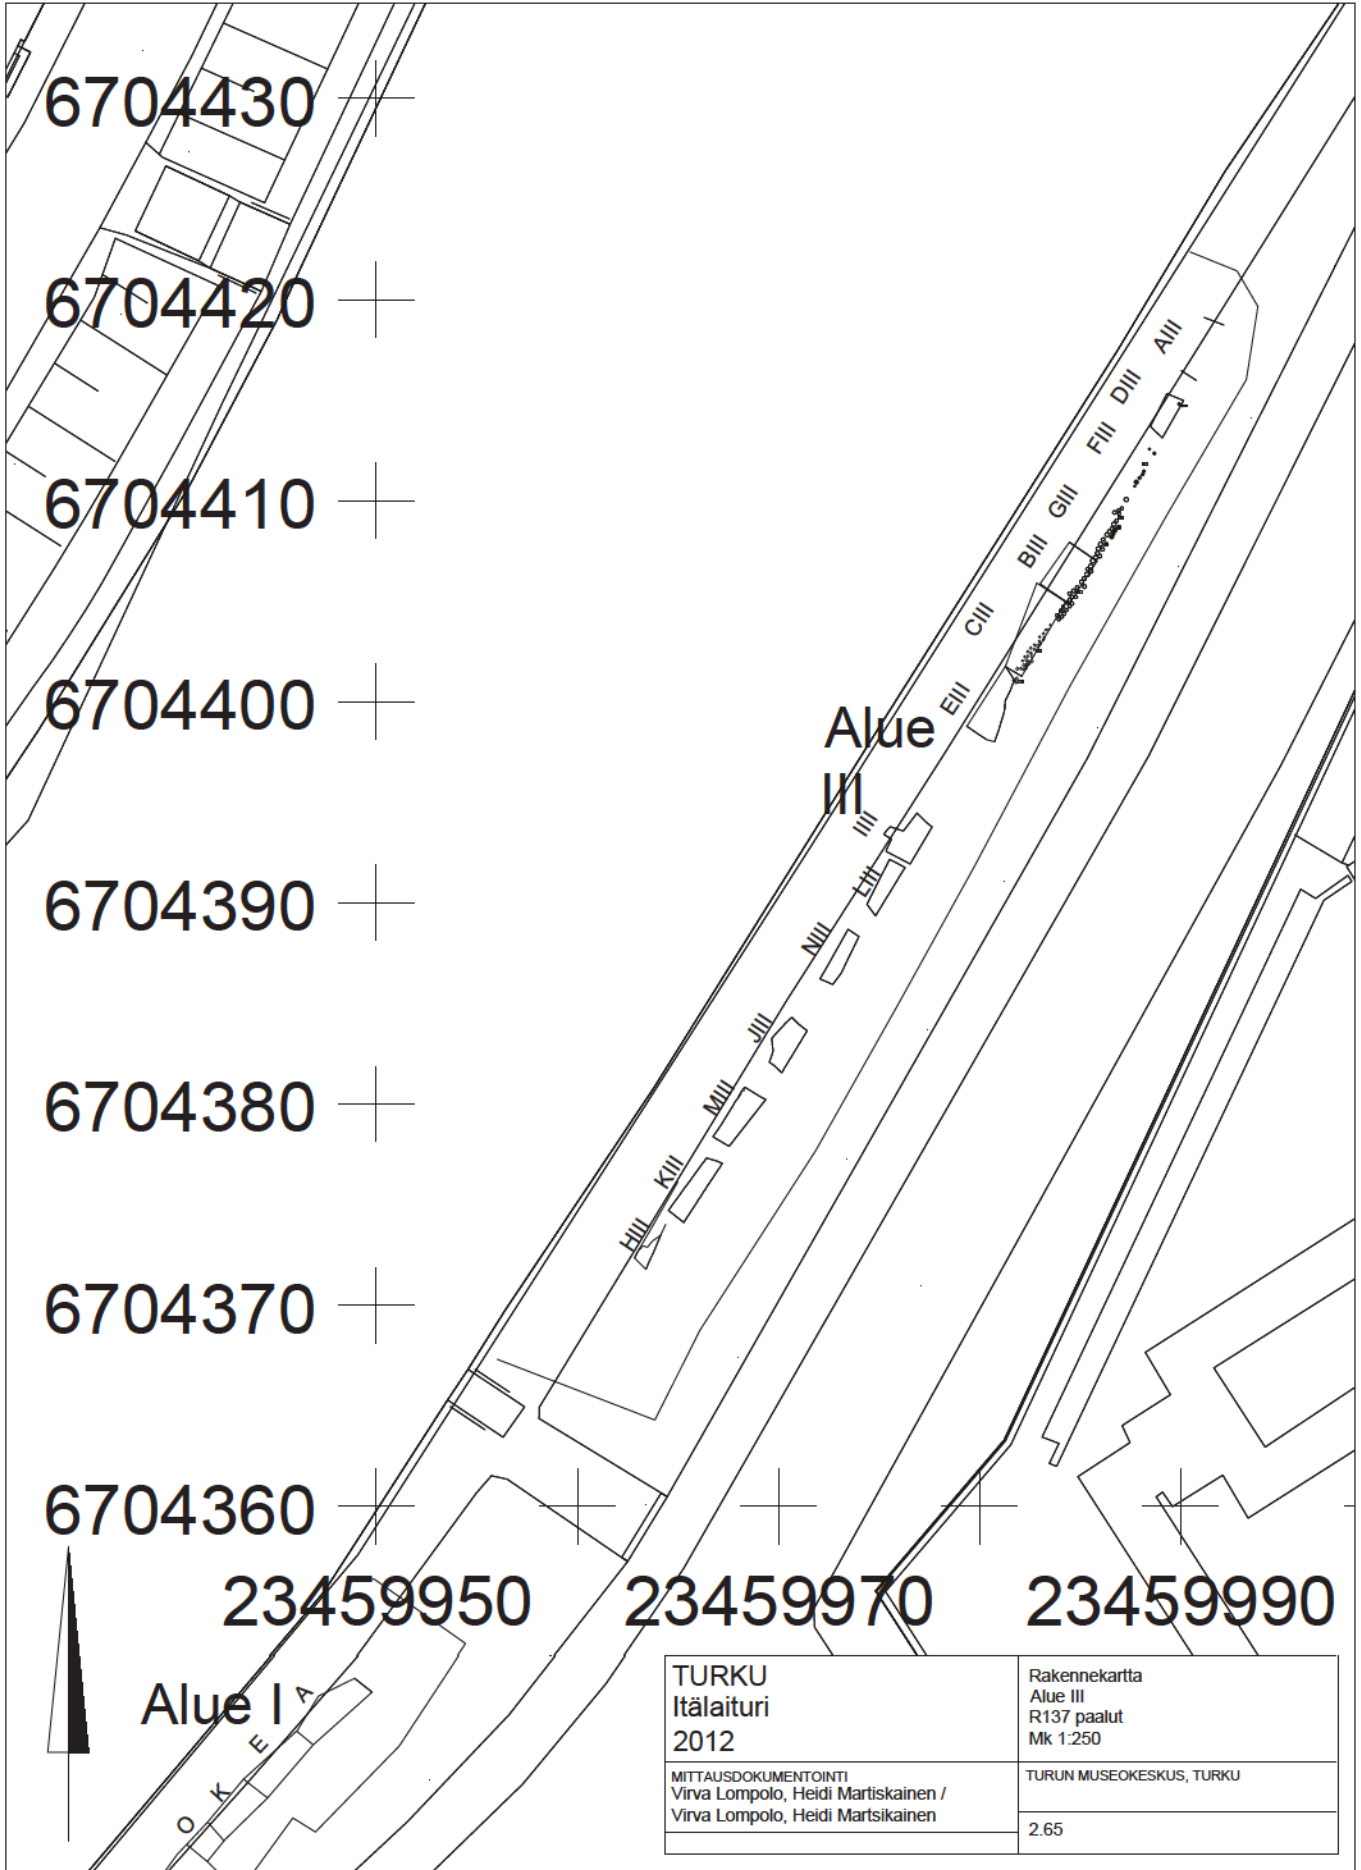 6704430
6704420
6704410
6704400
6704390
6704380
6704370
6704360
23459950
23459970
23459990
AIII
DIII
FIII
GIII
BIII
CIII
EIII
Alue
III
IIII
LIII
NIII
JIII
MIII
KIII
HIII
Alue I
A
E
K
O
TURKU
Itälaituri
2012
Rakennekartta
Alue III
R137 paalut
Mk 1:250
MITTAUSDOKUMENTOINTI
Virva Lompolo, Heidi Martiskainen /
Virva Lompolo, Heidi Martsikainen
TURUN MUSEOKESKUS, TURKU
2.65